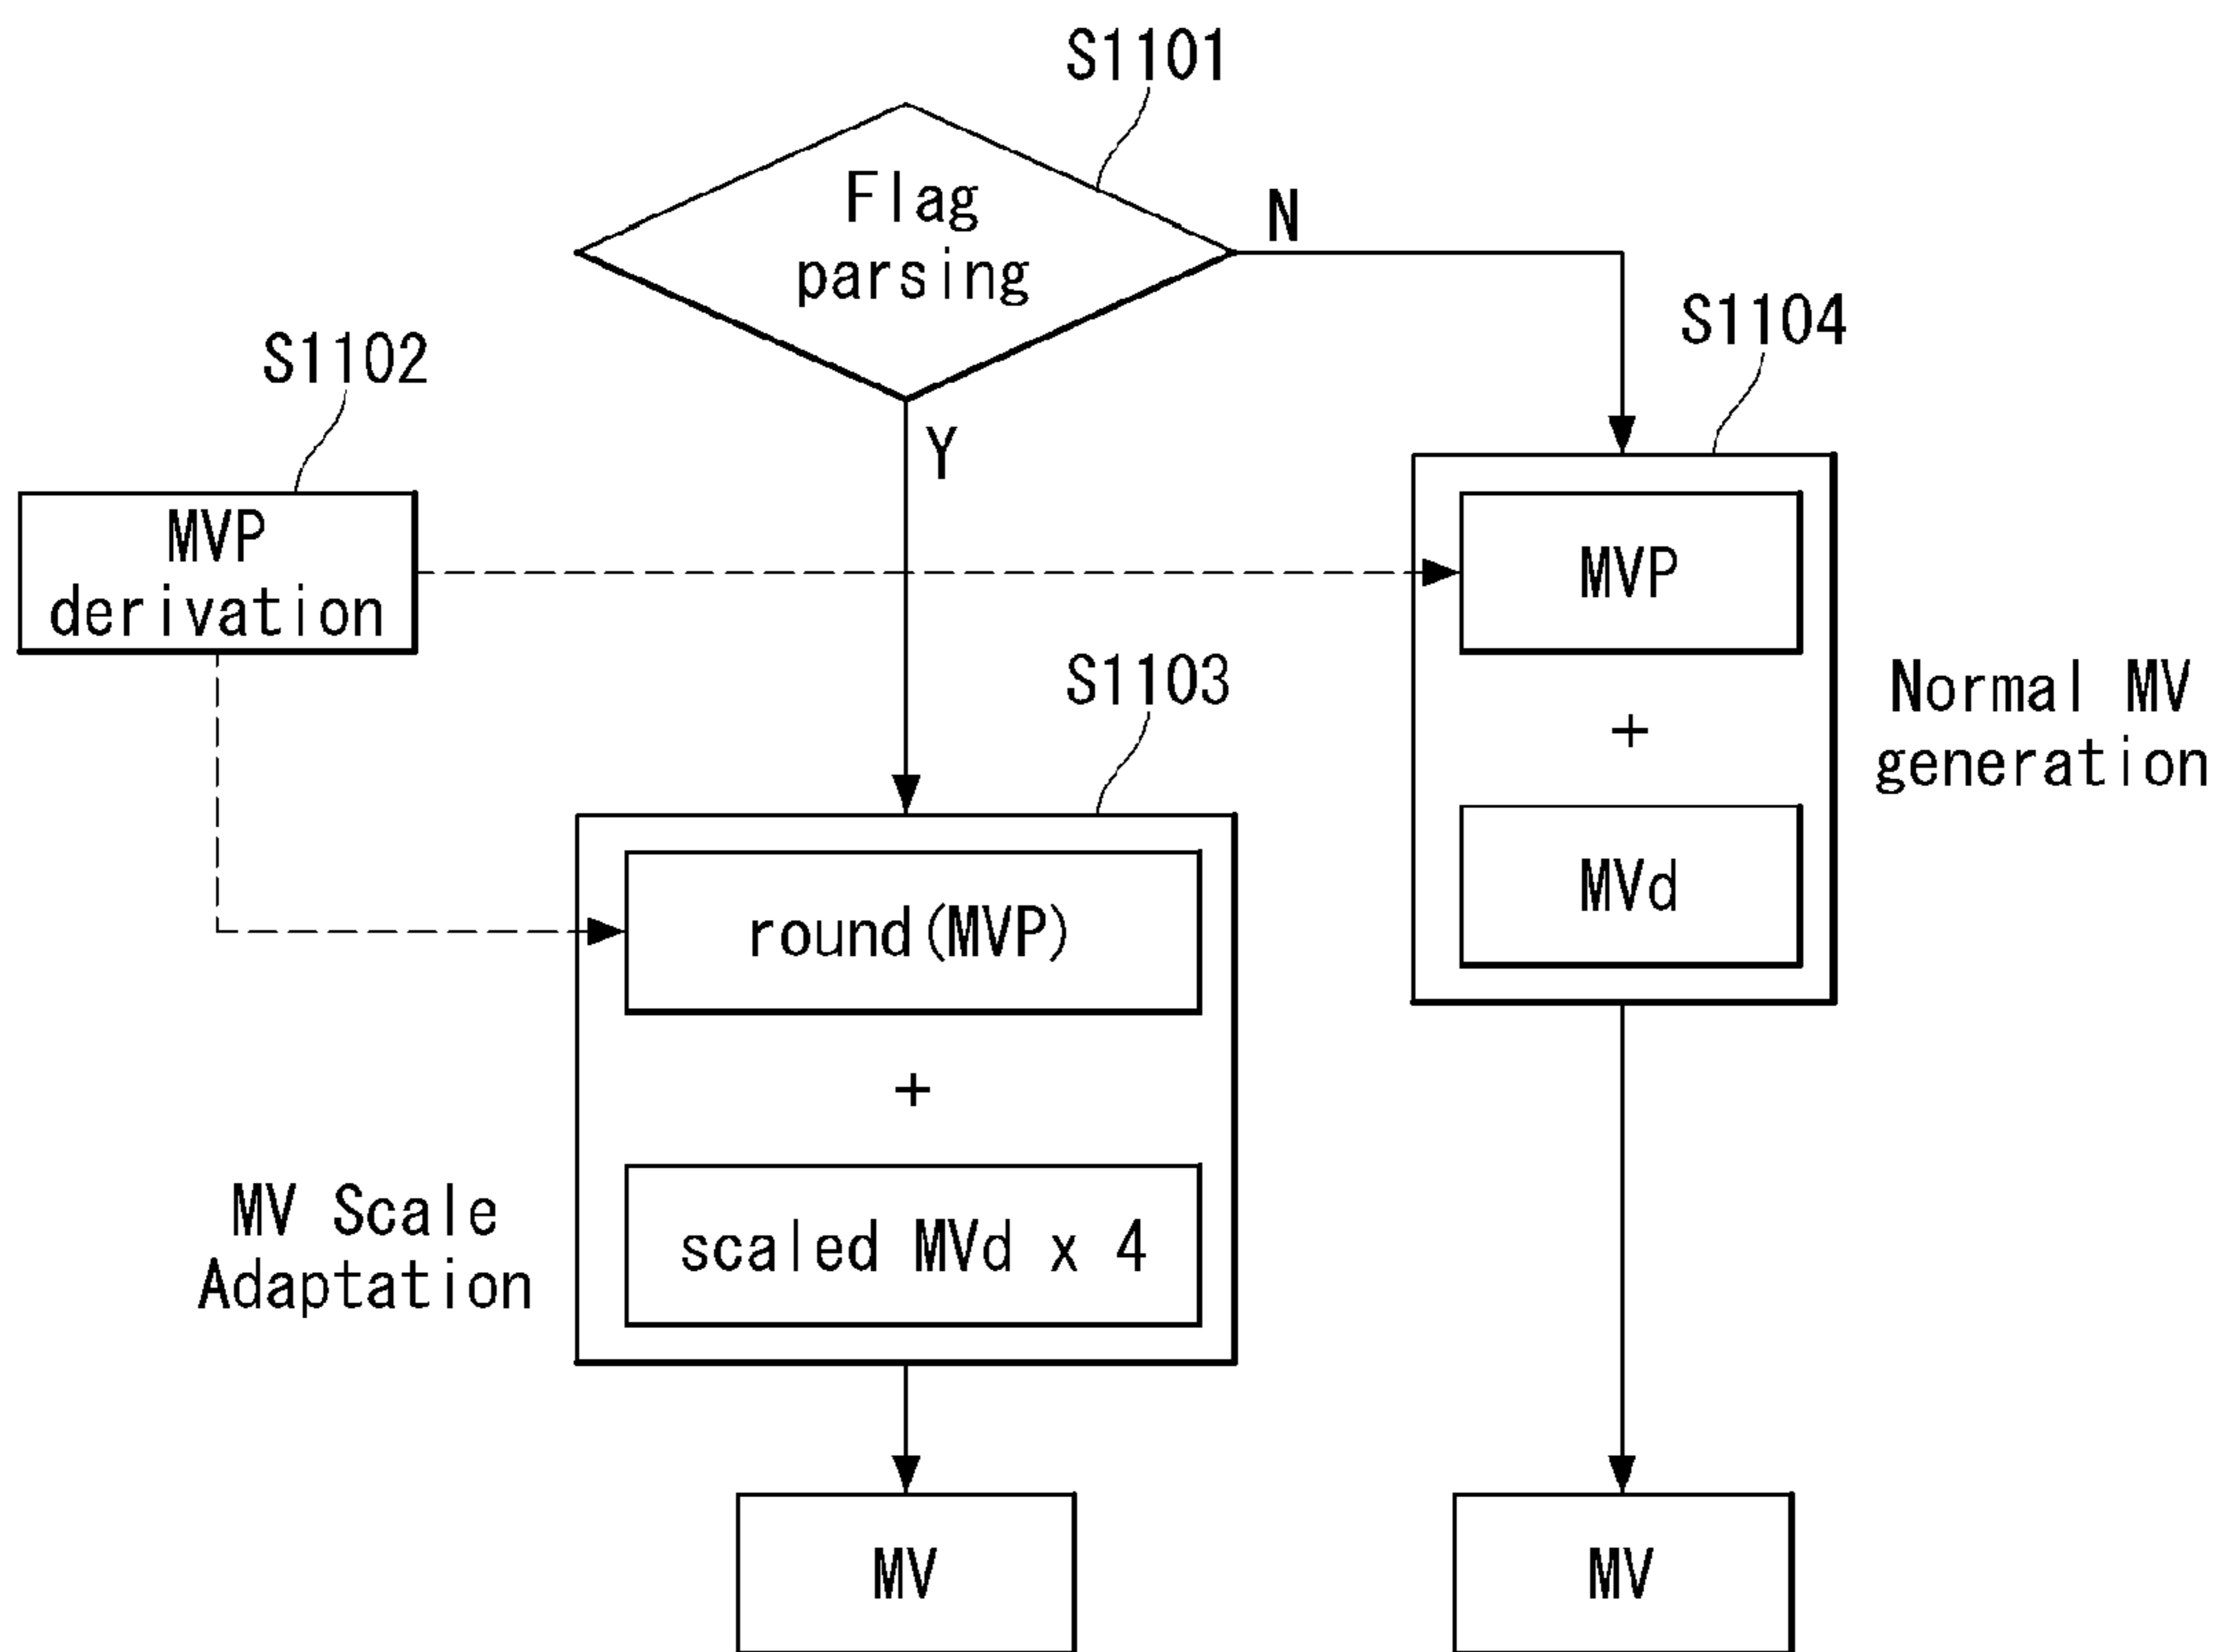 S1101
Flag
parsing
N
S1104
S1102
Y
MVP
derivation
MVP
+
MVd
Normal MV
generation
S1103
round(MVP)
+
scaled MVd x 4
MV Scale
Adaptation
MV
MV